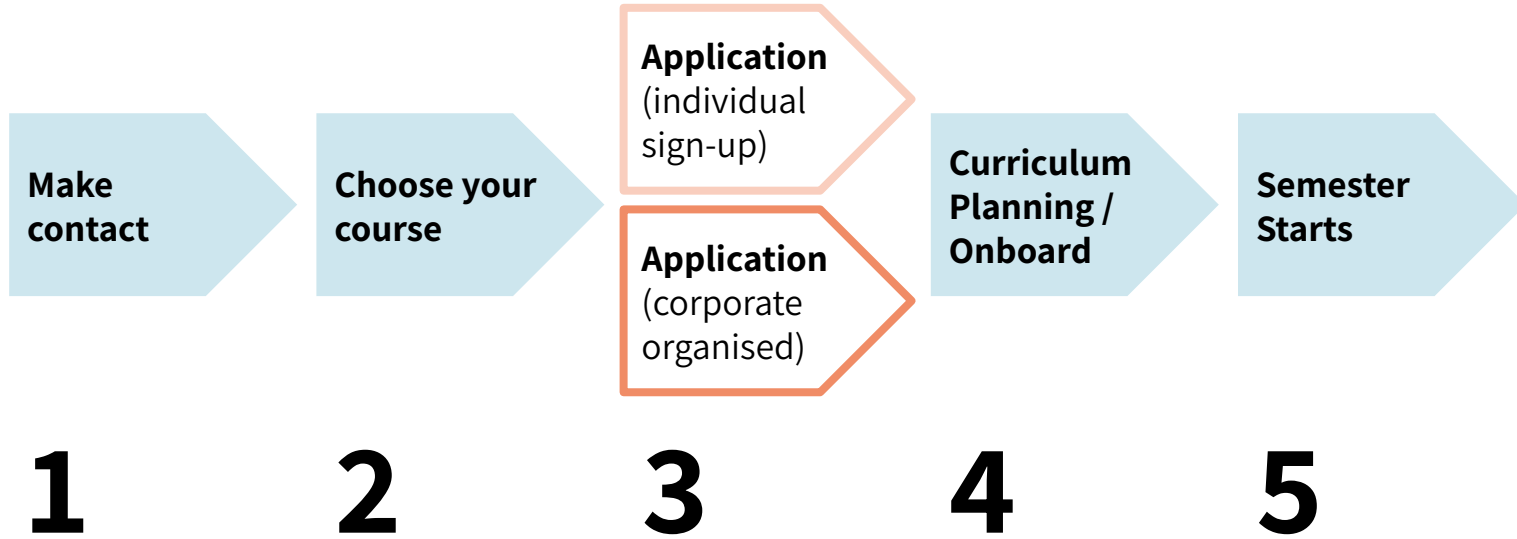 Make
contact
Choose your
course
Application
(individual
sign-up)
Application
(corporate
organised)
Curriculum
Planning /
Onboard
Semester
Starts
1
2
3
4
5